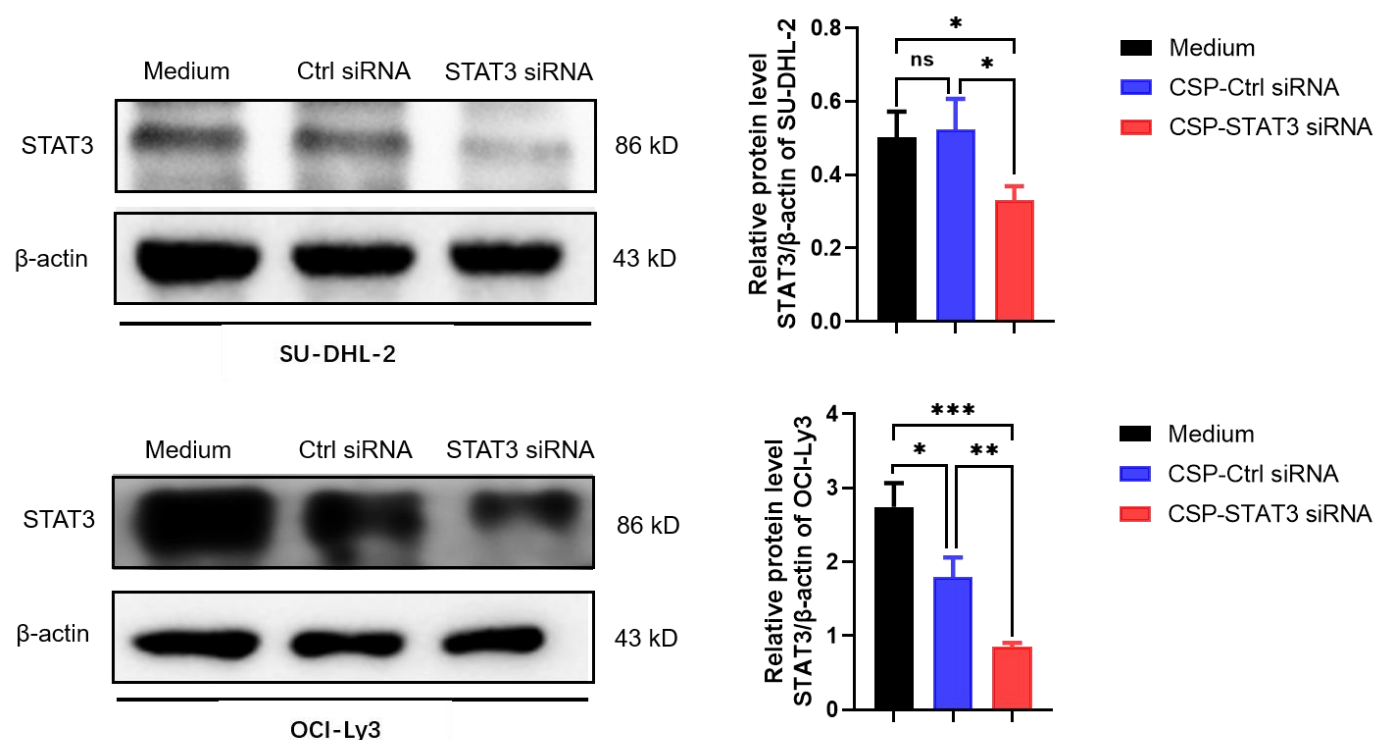 Medium Ctrl siRNA STAT3 siRNA
STAT3 86 kD
β-actin 43 kD
SU-DHL-2
Relative protein level
STAT3/β-actin of SU-DHL-2
0.8
0.6
0.4
0.2
0.0
*
ns *
Medium
CSP-Ctrl siRNA
CSP-STAT3 siRNA
Medium Ctrl siRNA STAT3 siRNA
STAT3 86 kD
β-actin 43 kD
OCI-Ly3
Relative protein level
STAT3/β-actin of OCI-Ly3
4
3
2
1
0
***
* **
Medium
CSP-Ctrl siRNA
CSP-STAT3 siRNA